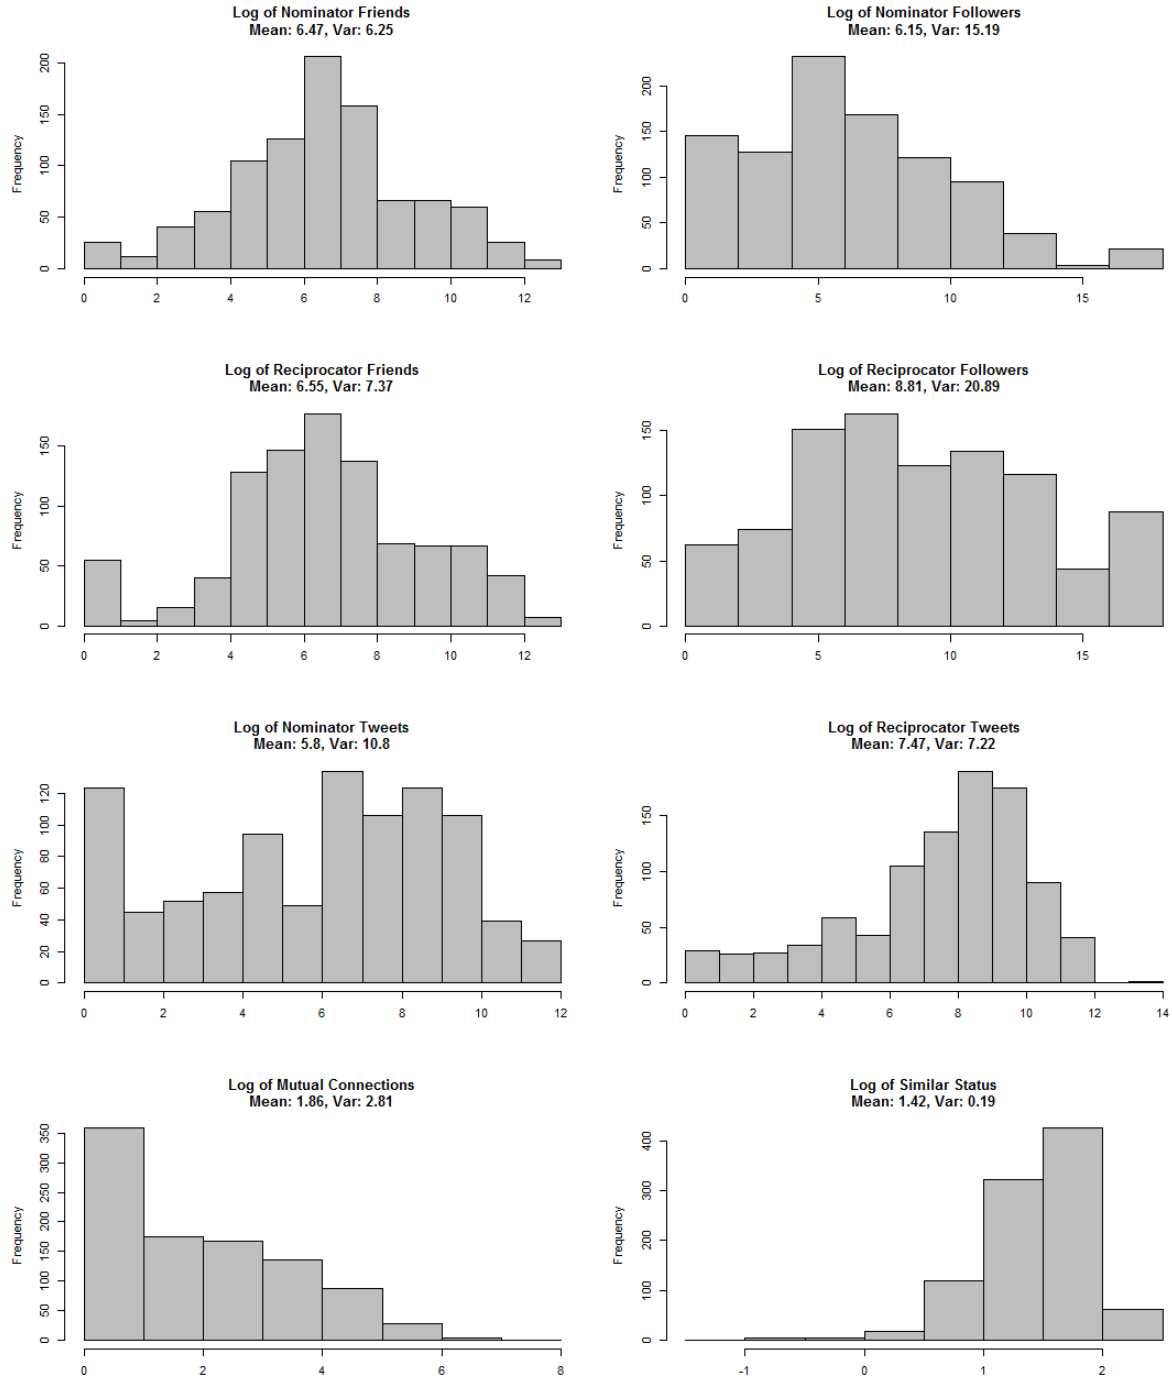 Log of Nominator Friends
Mean: 6.47, Var: 6.25
Frequency
0 50 100 150 200
0 2 4 6 8 10 12
Log of Nominator Followers
Mean: 6.15, Var: 15.19
Frequency
0 50 100 150 200
0 5 10 15
Log of Reciprocator Friends
Mean: 6.55, Var: 7.37
Frequency
0 50 100 150
0 2 4 6 8 10 12
Log of Reciprocator Followers
Mean: 8.81, Var: 20.89
Frequency
0 50 100 150
0 5 10 15
Log of Nominator Tweets
Mean: 5.8, Var: 10.8
Frequency
0 20 40 60 80 100 120
0 2 4 6 8 10 12
Log of Reciprocator Tweets
Mean: 7.47, Var: 7.22
Frequency
0 50 100 150
0 2 4 6 8 10 12 14
Log of Mutual Connections
Mean: 1.86, Var: 2.81
Frequency
0 50 100 150 200 250 300 350
0 2 4 6 8
Log of Similar Status
Mean: 1.42, Var: 0.19
Frequency
0 100 200 300 400
-1 0 1 2